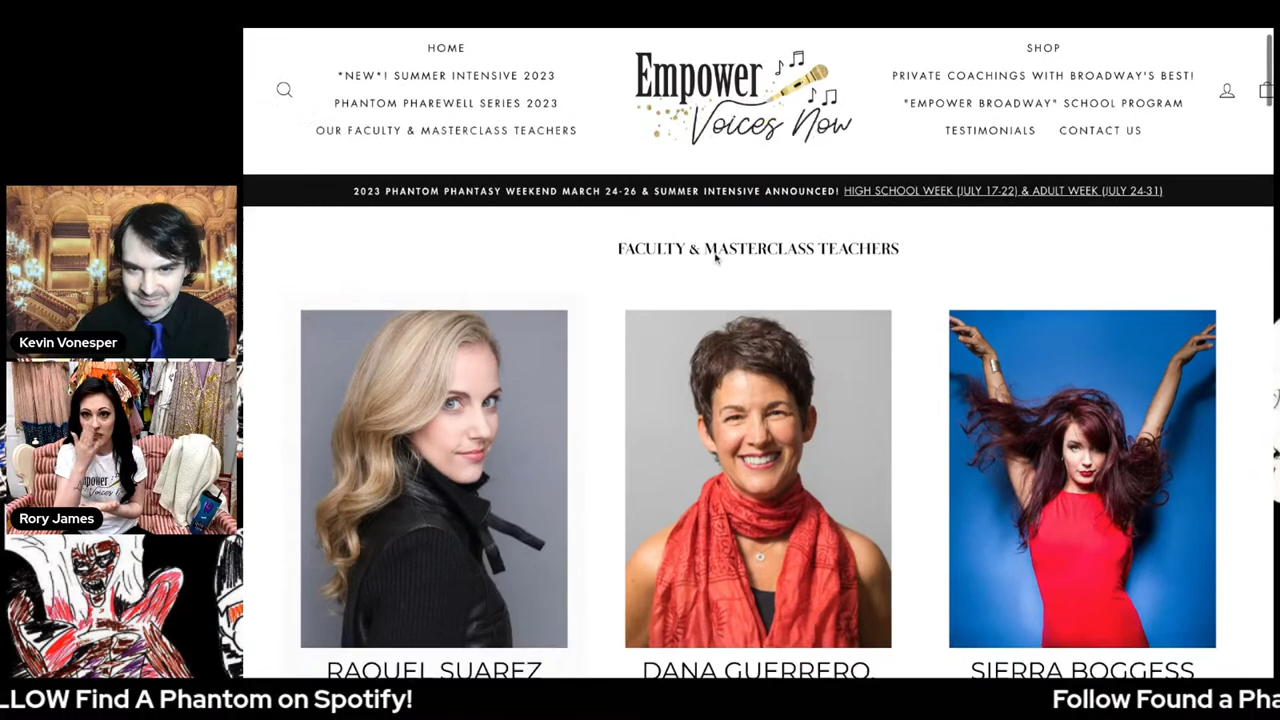 HOME
*NEW*! SUMMER INTENSIVE 2023
PHANTOM PHAREWELL SERIES 2023
OUR FACULTY & MASTERCLASS TEACHERS
Empower
Voices Now
SHOP
PRIVATE COACHINGS WITH BROADWAY'S BEST!
"EMPOWER BROADWAY" SCHOOL PROGRAM
TESTIMONIALS CONTACT US
2023 PHANTOM PHANTASY WEEKEND MARCH 24-26 & SUMMER INTENSIVE ANNOUNCED! HIGH SCHOOL WEEK (JULY 17-22) & ADULT WEEK (JULY 24-31)
FACULTY & MASTERCLASS TEACHERS
Kevin Vonesper
Rory James
RAQUEL SUAREZ
DANA GUERRERO,
SIERRA BOGGESS
LLOW Find A Phantom on Spotify!
Follow Found a Pha